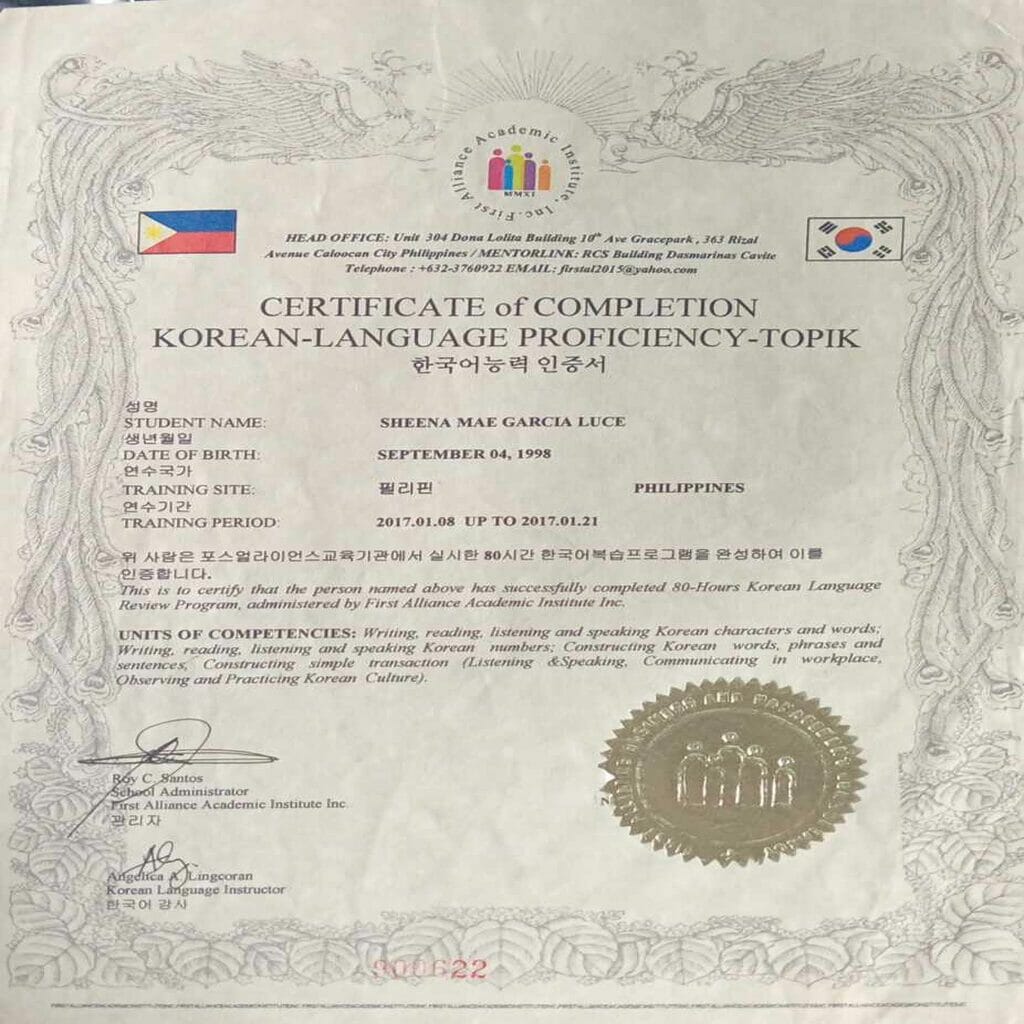 First Alliance Academic Institute, Inc.
MMXI
HEAD OFFICE: Unit 304 Dona Lolita Building 10th Ave Gracepark , 363 Rizal
Avenue Caloocan City Philippines / MENTORLINK: RCS Building Dasmarinas Cavite
Telephone : +632-3760922 EMAIL: firstal2015@yahoo.com
CERTIFICATE of COMPLETION
KOREAN-LANGUAGE PROFICIENCY-TOPIK
한국어능력 인증서
성명
STUDENT NAME: SHEENA MAE GARCIA LUCE
생년월일
DATE OF BIRTH: SEPTEMBER 04, 1998
연수국가
TRAINING SITE: 필리핀 PHILIPPINES
연수기간
TRAINING PERIOD: 2017.01.08 UP TO 2017.01.21
위 사람은 포스얼라이언스교육기관에서 실시한 80시간 한국어복습프로그램을 완성하여 이를
인증합니다.
This is to certify that the person named above has successfully completed 80-Hours Korean Language
Review Program, administered by First Alliance Academic Institute Inc.
UNITS OF COMPETENCIES: Writing, reading, listening and speaking Korean characters and words;
Writing, reading, listening and speaking Korean numbers; Constructing Korean words, phrases and
sentences, Constructing simple transaction (Listening &Speaking, Communicating in workplace,
Observing and Practicing Korean Culture).
Roy C. Santos
School Administrator
First Alliance Academic Institute Inc.
관리자
Angelica A. Lingcoran
Korean Language Instructor
한국어 강사
900622